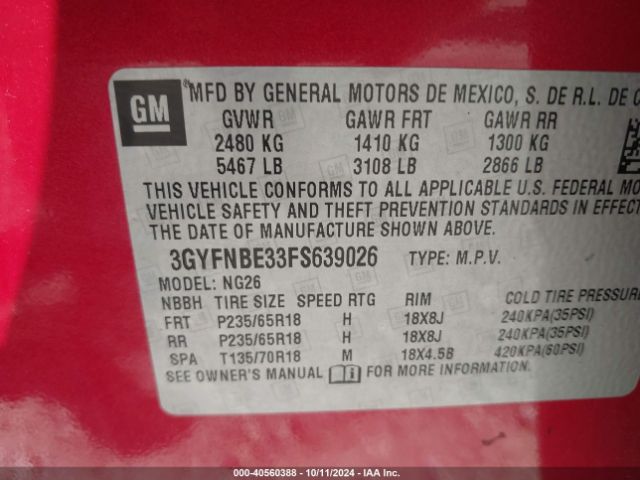 GM
MFD BY GENERAL MOTORS DE MEXICO, S. DE R.L. DE C
GVWR GAWR FRT GAWR RR
2480 KG 1410 KG 1300 KG
5467 LB 3108 LB 2866 LB
THIS VEHICLE CONFORMS TO ALL APPLICABLE U.S. FEDERAL MO
VEHICLE SAFETY AND THEFT PREVENTION STANDARDS IN EFFECT
THE DATE OF MANUFACTURE SHOWN ABOVE.
3GYFNBE33FS639026 TYPE: M.P.V.
MODEL: NG26
NBBH TIRE SIZE SPEED RTG RIM COLD TIRE PRESSURE
FRT P235/65R18 H 18X8J 240KPA(35PSI)
RR P235/65R18 H 18X8J 240KPA(35PSI)
SPA T135/70R18 M 18X4.5B 420KPA(60PSI)
SEE OWNER'S MANUAL FOR MORE INFORMATION.
000-40560388 - 10/11/2024 - IAA Inc.